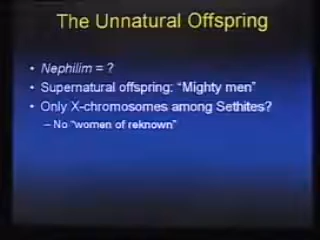 The Unnatural Offspring
• Nephilim = ?
• Supernatural offspring: “Mighty men”
• Only X-chromosomes among Sethites?
– No “women of reknown”